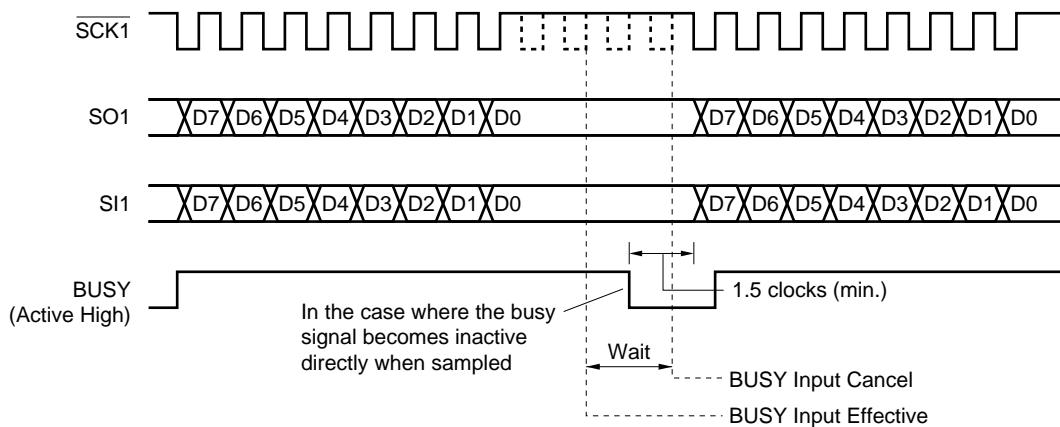 SCK1
SO1 D7 D6 D5 D4 D3 D2 D1 D0 D7 D6 D5 D4 D3 D2 D1 D0
SI1 D7 D6 D5 D4 D3 D2 D1 D0 D7 D6 D5 D4 D3 D2 D1 D0
BUSY
(Active High)
1.5 clocks (min.)
In the case where the busy
signal becomes inactive
directly when sampled
Wait
BUSY Input Cancel
BUSY Input Effective